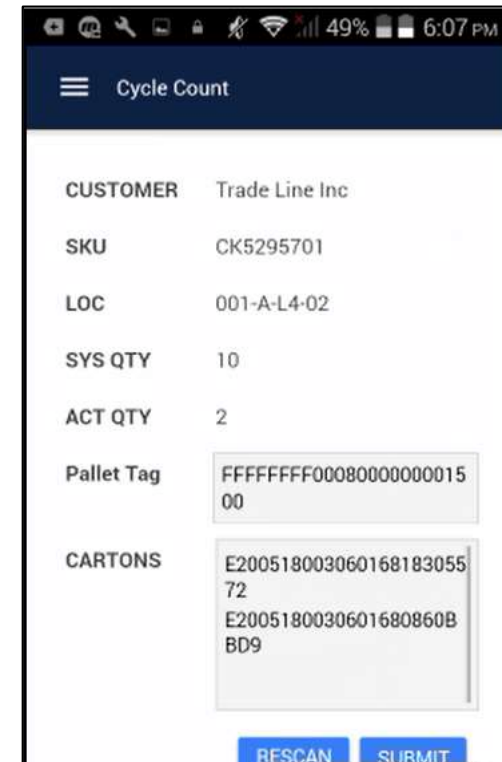 49% 6:07 PM
Cycle Count
CUSTOMER Trade Line Inc
SKU CK5295701
LOC 001-A-L4-02
SYS QTY 10
ACT QTY 2
Pallet Tag FFFFFFFF00080000000015
00
CARTONS E200518003060168183055
72
E2005180030601680860B
BD9
RESCAN SUBMIT